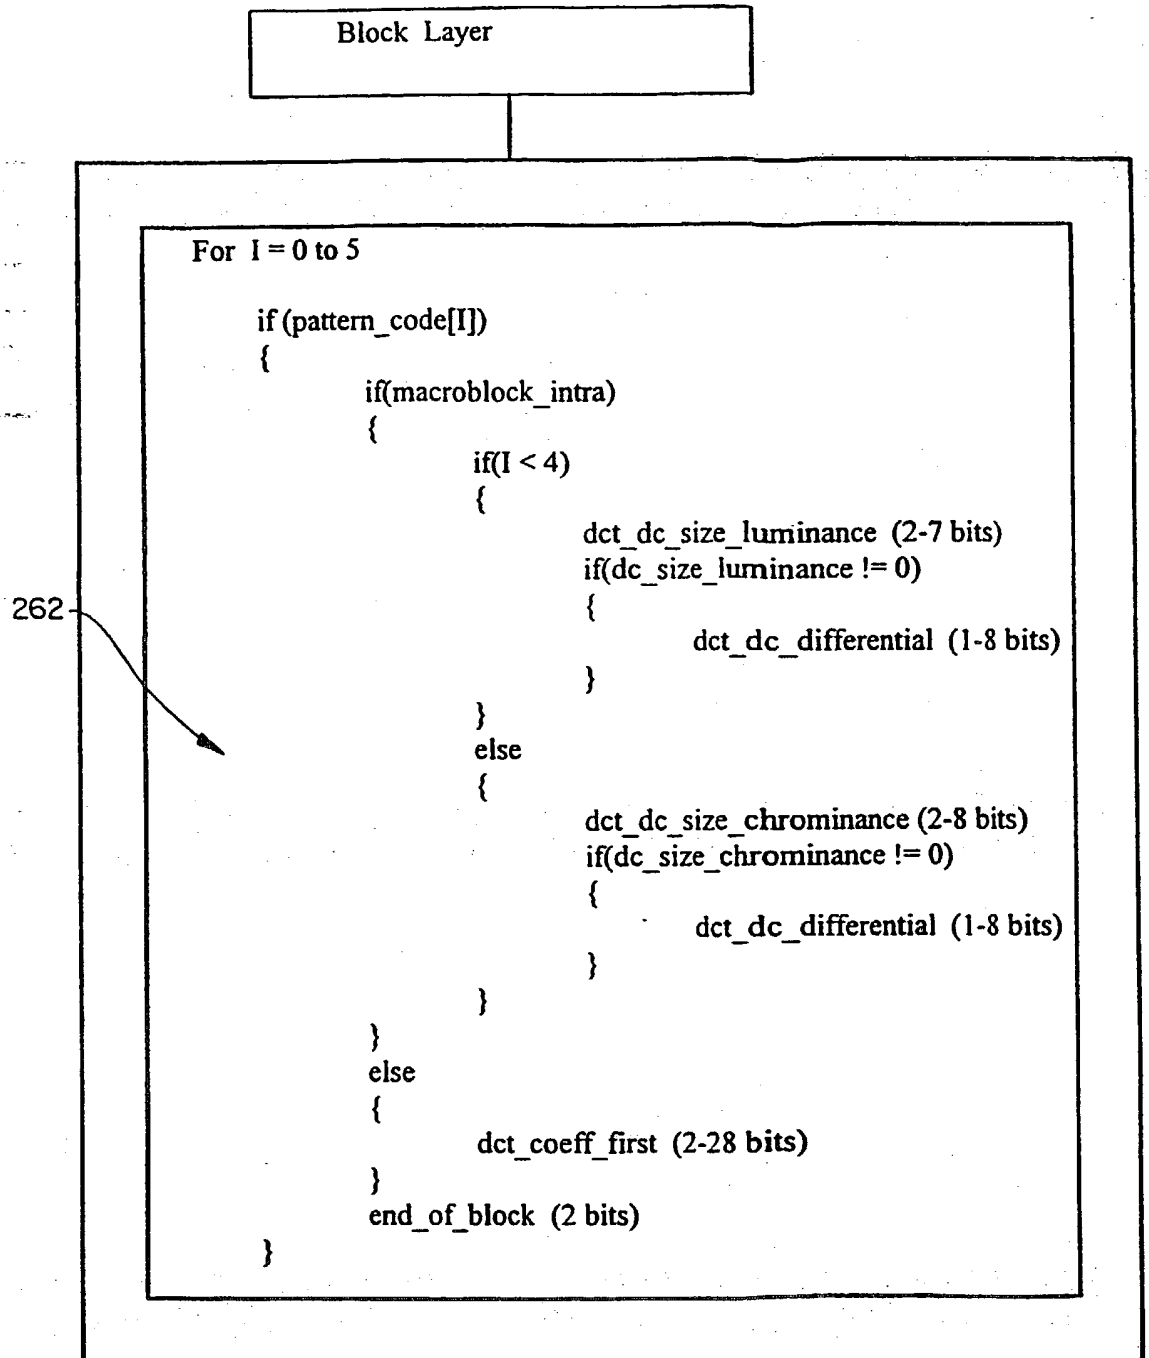 Block Layer
For I = 0 to 5
if (pattern_code[I])
{
if(macroblock_intra)
{
if(I < 4)
{
dct_dc_size_luminance (2-7 bits)
if(dc_size_luminance != 0)
{
dct_dc_differential (1-8 bits)
}
}
else
{
dct_dc_size_chrominance (2-8 bits)
if(dc_size_chrominance != 0)
{
dct_dc_differential (1-8 bits)
}
}
}
else
{
dct_coeff_first (2-28 bits)
}
end_of_block (2 bits)
}
262